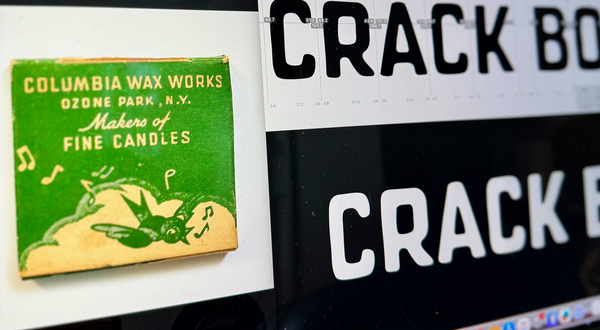 COLUMBIA WAX WORKS
OZONE PARK, N.Y.
Makers of
FINE CANDLES
CRACK BO
CRACK